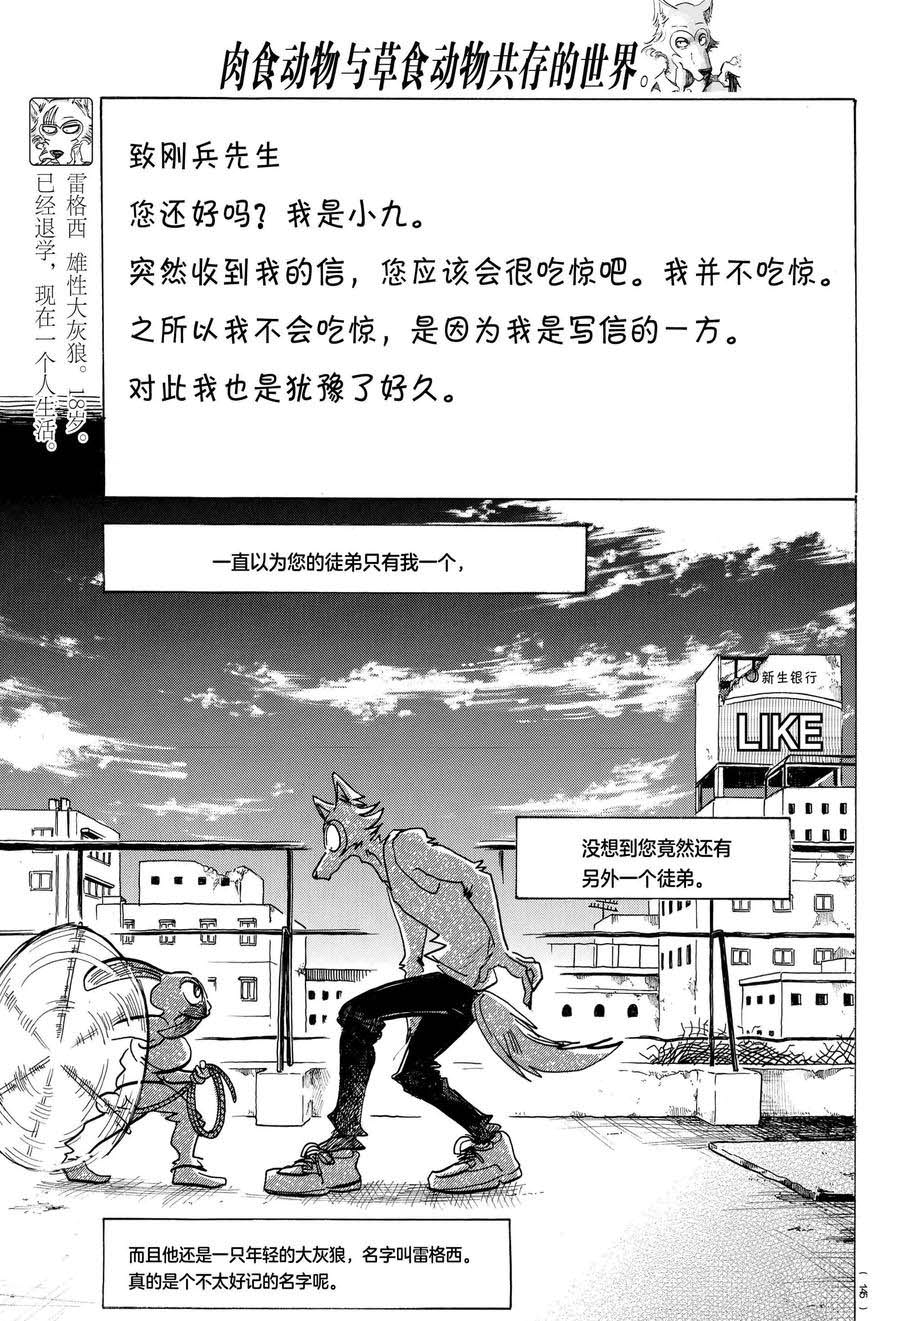 肉食动物与草食动物共存的世界。
雷格西 雄性大灰狼。18岁。
已经退学，现在一个人生活。
致刚兵先生
您还好吗？我是小九。
突然收到我的信，您应该会很吃惊吧。我并不吃惊。
之所以我不会吃惊，是因为我是写信的一方。
对此我也是犹豫了好久。
一直以为您的徒弟只有我一个，
新生银行
LIKE
没想到您竟然还有
另外一个徒弟。
而且他还是一只年轻的大灰狼，名字叫雷格西。
真的是个不太好记的名字呢。
(145)